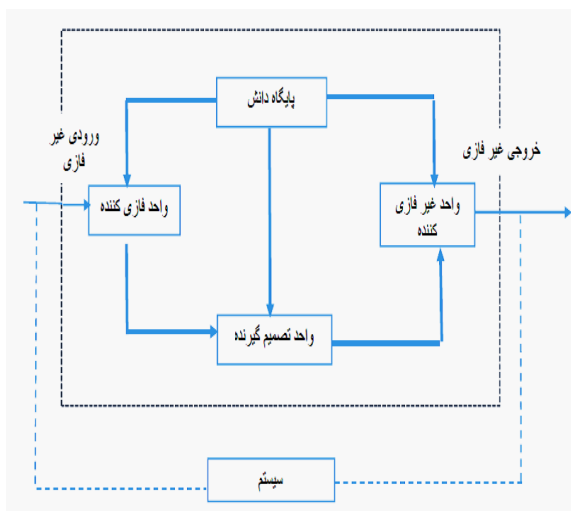 پایگاه دانش
ورودی غیر
فازی
خروجی غیر فازی
واحد فازی کننده
واحد غیر فازی
کننده
واحد تصمیم گیرنده
سیستم